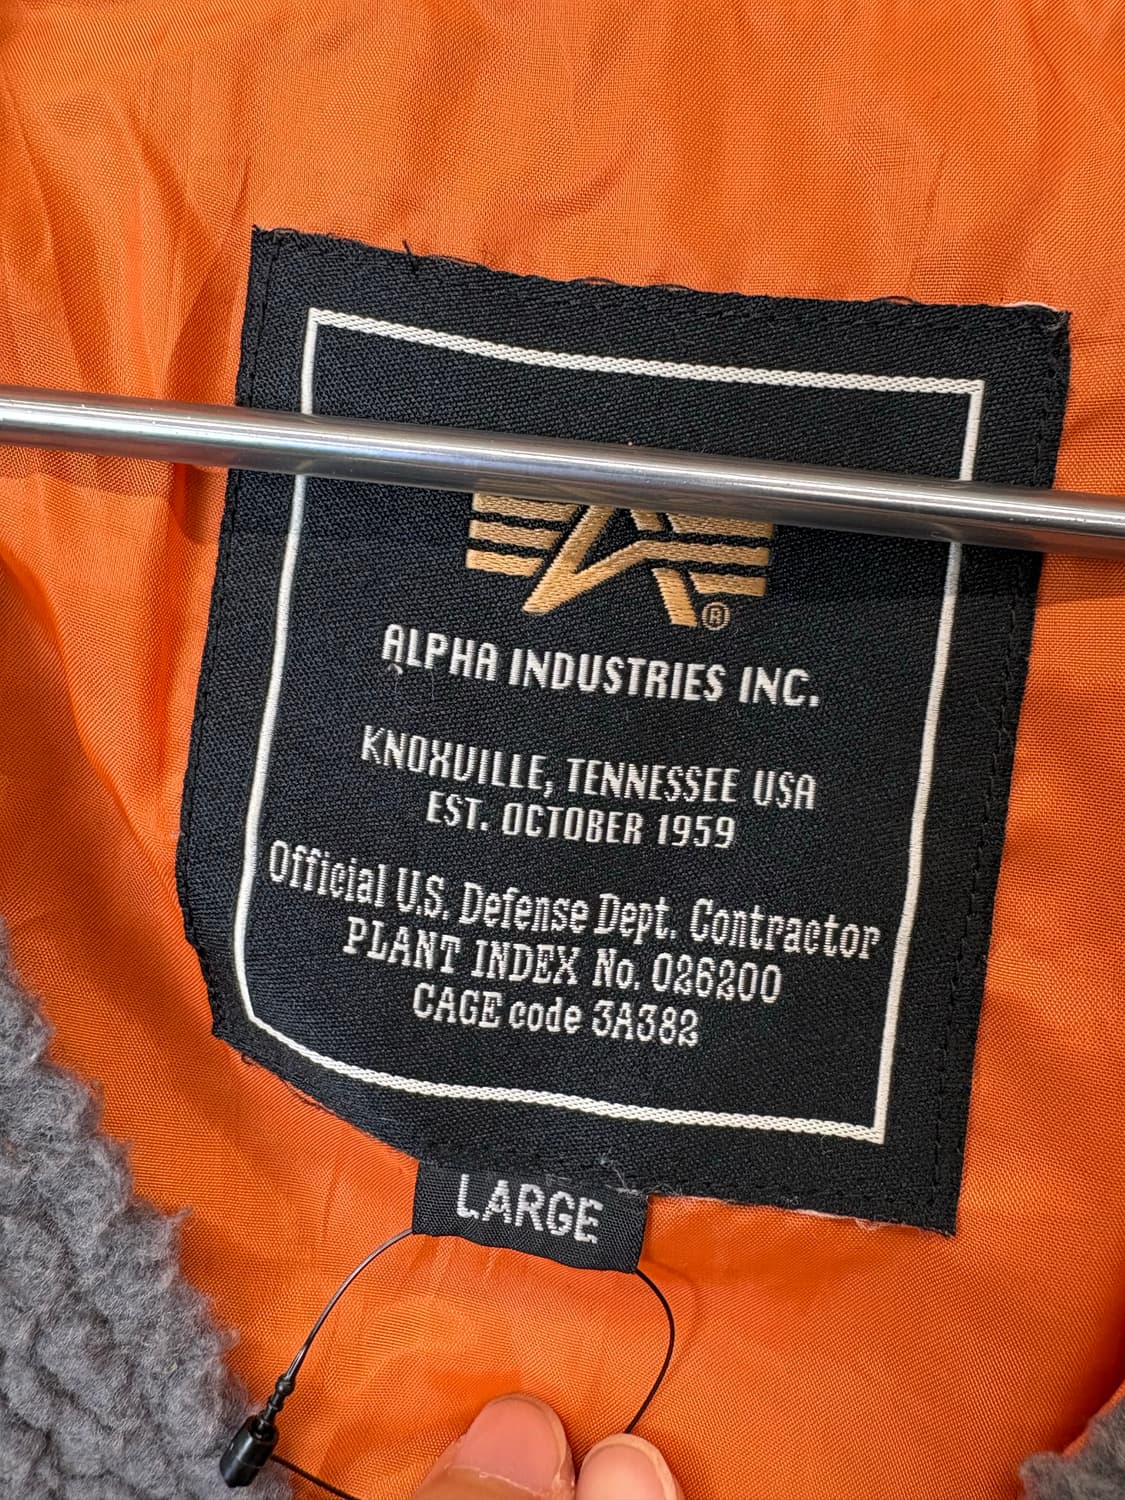 ®
ALPHA INDUSTRIES INC.
KNOXVILLE, TENNESSEE USA
EST. OCTOBER 1959
Official U.S. Defense Dept. Contractor
PLANT INDEX No. 026200
CAGE code 3A382
LARGE